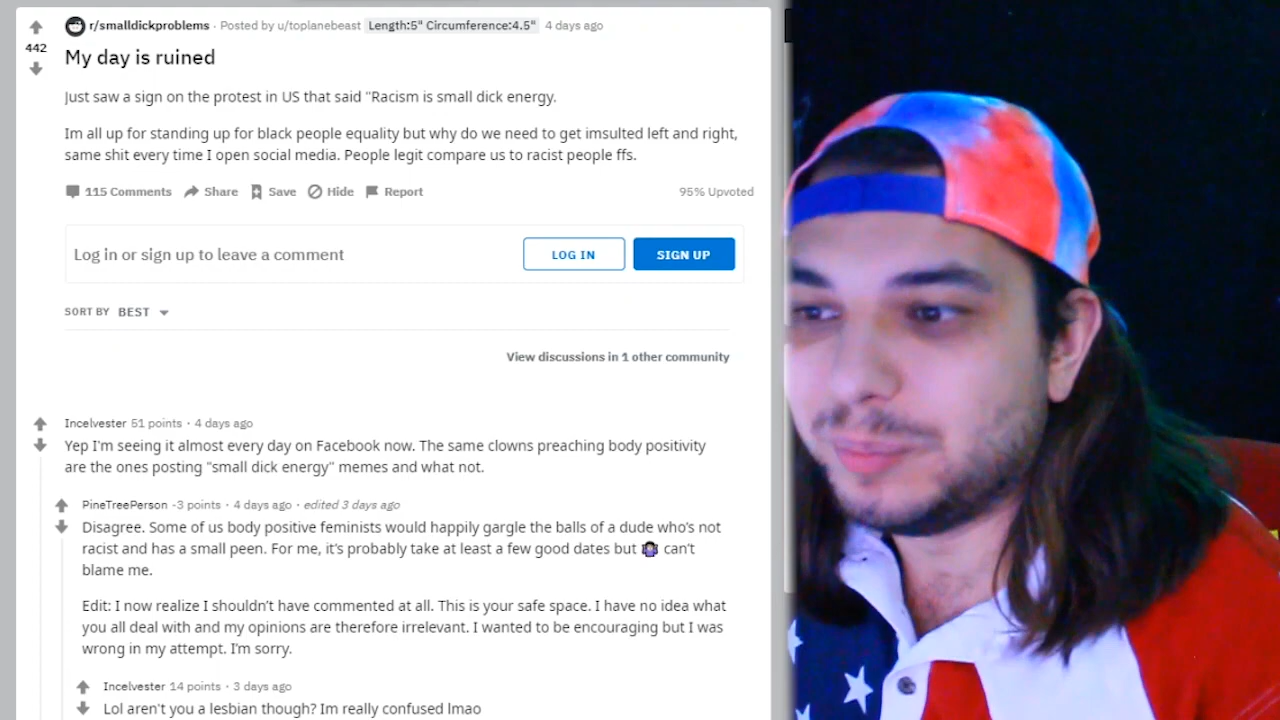 r/smalldickproblems · Posted by u/toplanebeast Length:5" Circumference:4.5" 4 days ago
442
My day is ruined
Just saw a sign on the protest in US that said "Racism is small dick energy.
Im all up for standing up for black people equality but why do we need to get imsulted left and right,
same shit every time I open social media. People legit compare us to racist people ffs.
115 Comments Share Save Hide Report 95% Upvoted
Log in or sign up to leave a comment LOG IN SIGN UP
SORT BY BEST
View discussions in 1 other community
Incelvester 51 points · 4 days ago
Yep I'm seeing it almost every day on Facebook now. The same clowns preaching body positivity
are the ones posting "small dick energy" memes and what not.
PineTreePerson -3 points · 4 days ago · edited 3 days ago
Disagree. Some of us body positive feminists would happily gargle the balls of a dude who's not
racist and has a small peen. For me, it's probably take at least a few good dates but 🤷🏻‍♀️ can't
blame me.
Edit: I now realize I shouldn't have commented at all. This is your safe space. I have no idea what
you all deal with and my opinions are therefore irrelevant. I wanted to be encouraging but I was
wrong in my attempt. I'm sorry.
Incelvester 14 points · 3 days ago
Lol aren't you a lesbian though? Im really confused lmao